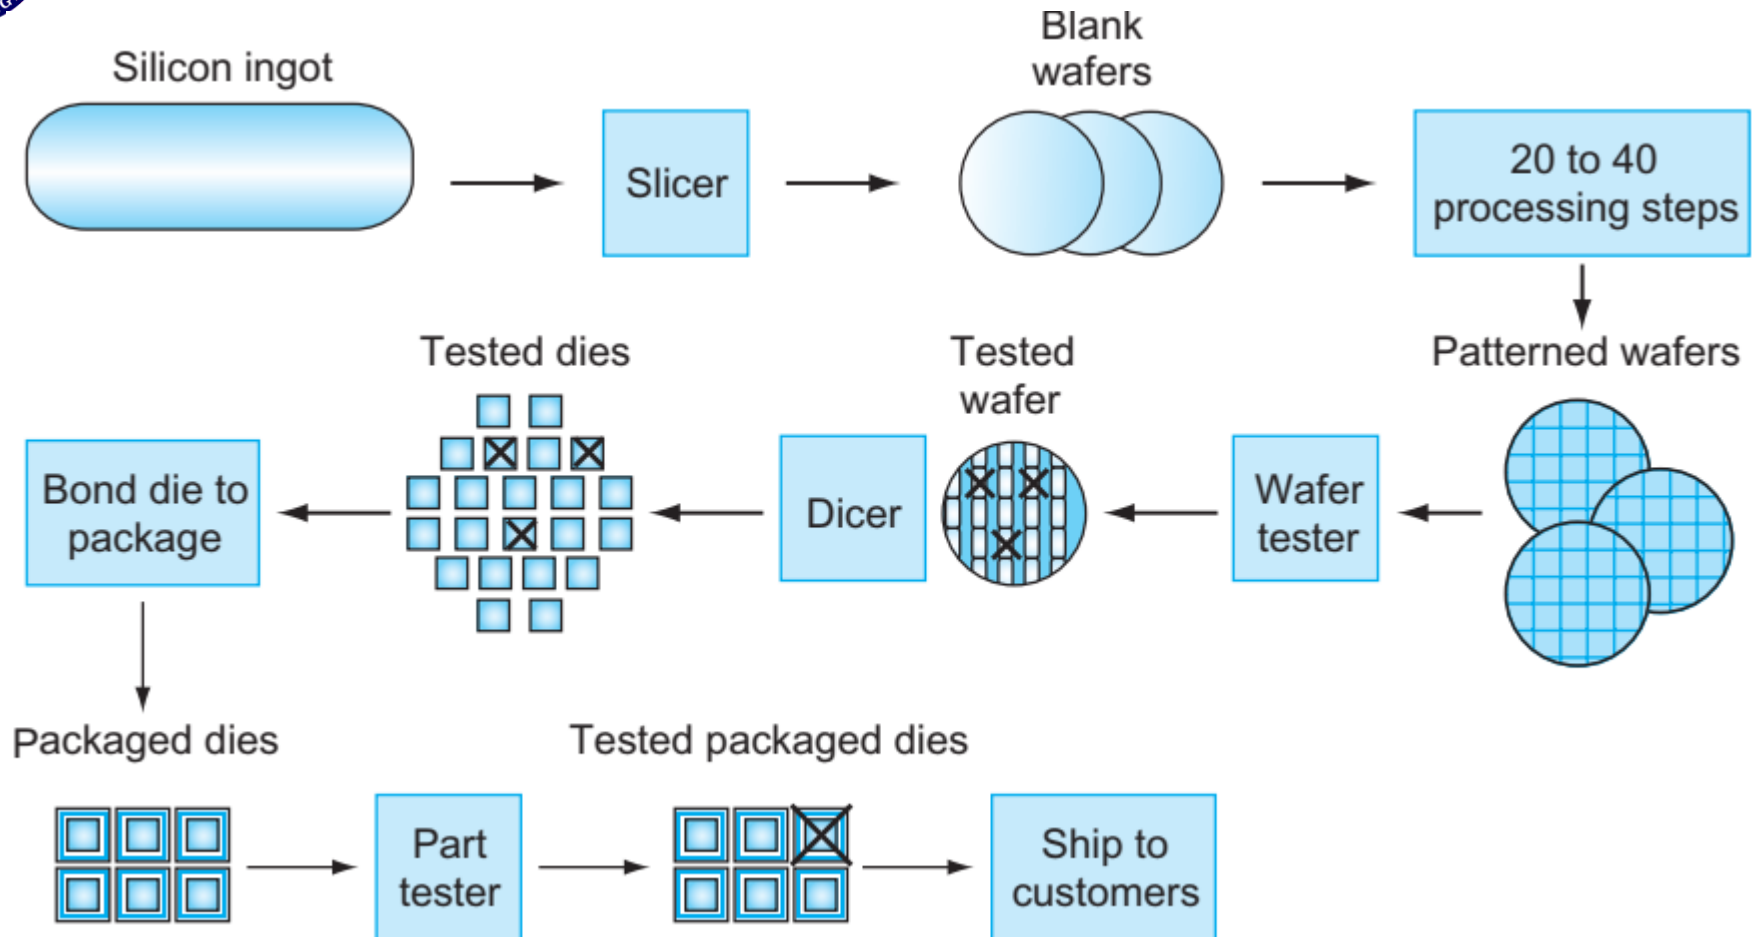 Silicon ingot
Slicer
Blank
wafers
20 to 40
processing steps
Patterned wafers
Wafer
tester
Tested
wafer
Dicer
Tested dies
Bond die to
package
Packaged dies
Part
tester
Tested packaged dies
Ship to
customers